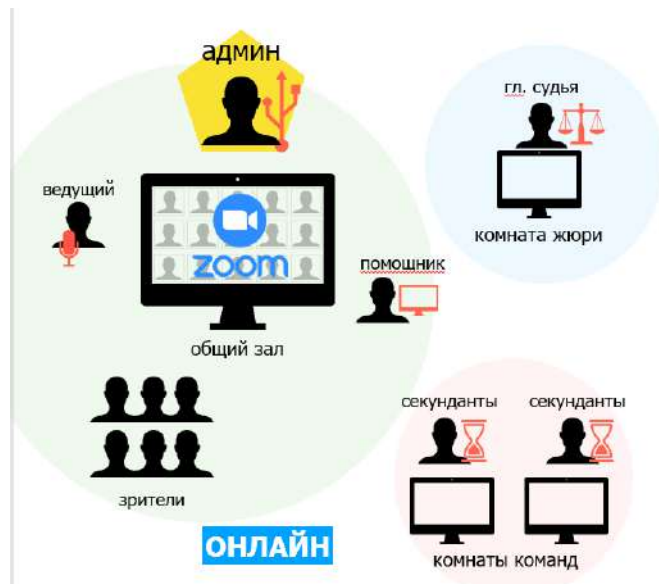 админ
ведущий
zoom
помощник
общий зал
зрители
ОНЛАЙН
гл. судья
комната жюри
секунданты
секунданты
комнаты команд